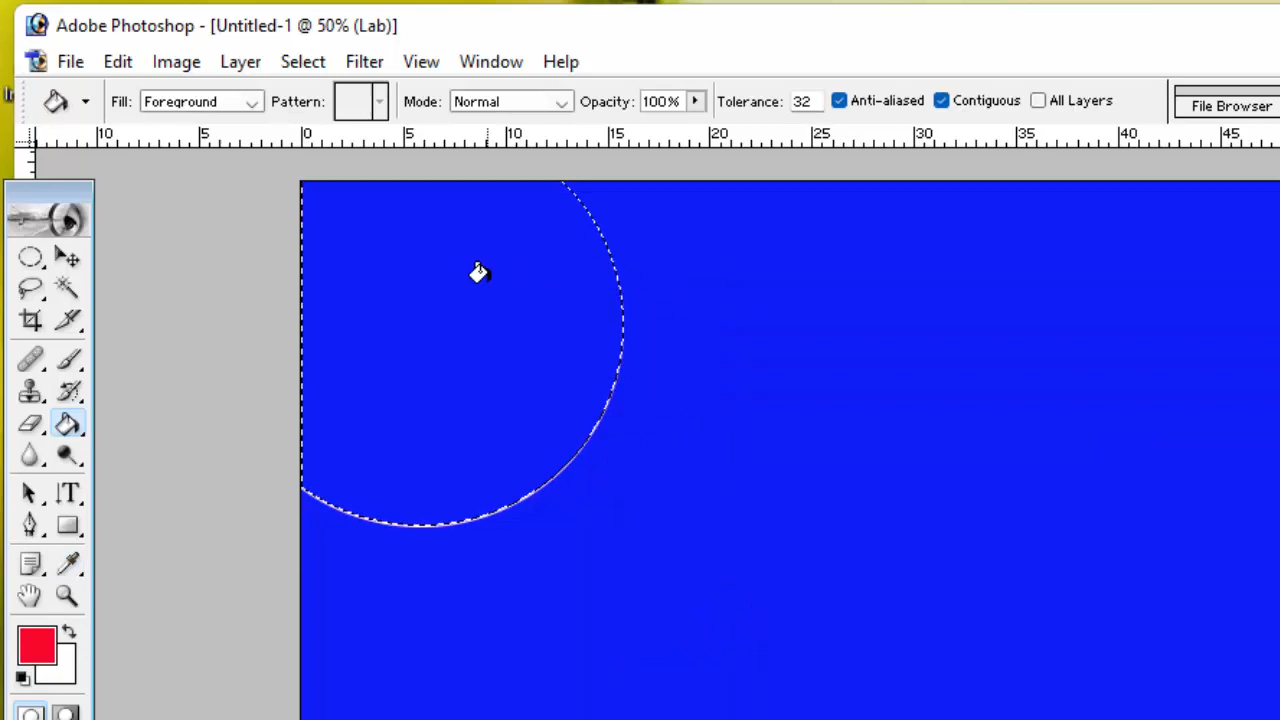 Adobe Photoshop - [Untitled-1 @ 50% (Lab)]
File Edit Image Layer Select Filter View Window Help
Fill: Foreground Pattern: Mode: Normal Opacity: 100% Tolerance: 32 Anti-aliased Contiguous All Layers File Browser
10 5 0 5 10 15 20 25 30 35 40 45
T